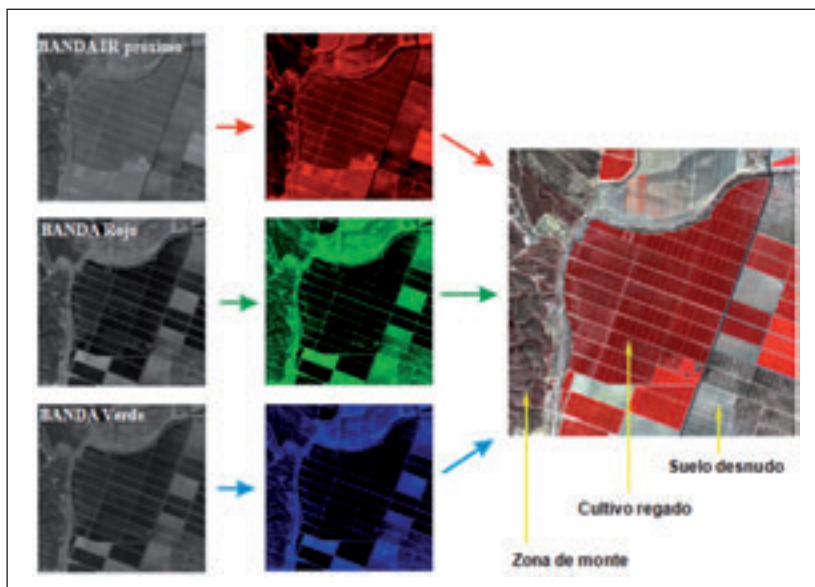 BANDA IR próximo
BANDA Rojo
BANDA Verde
Suelo desnudo
Cultivo regado
Zona de monte